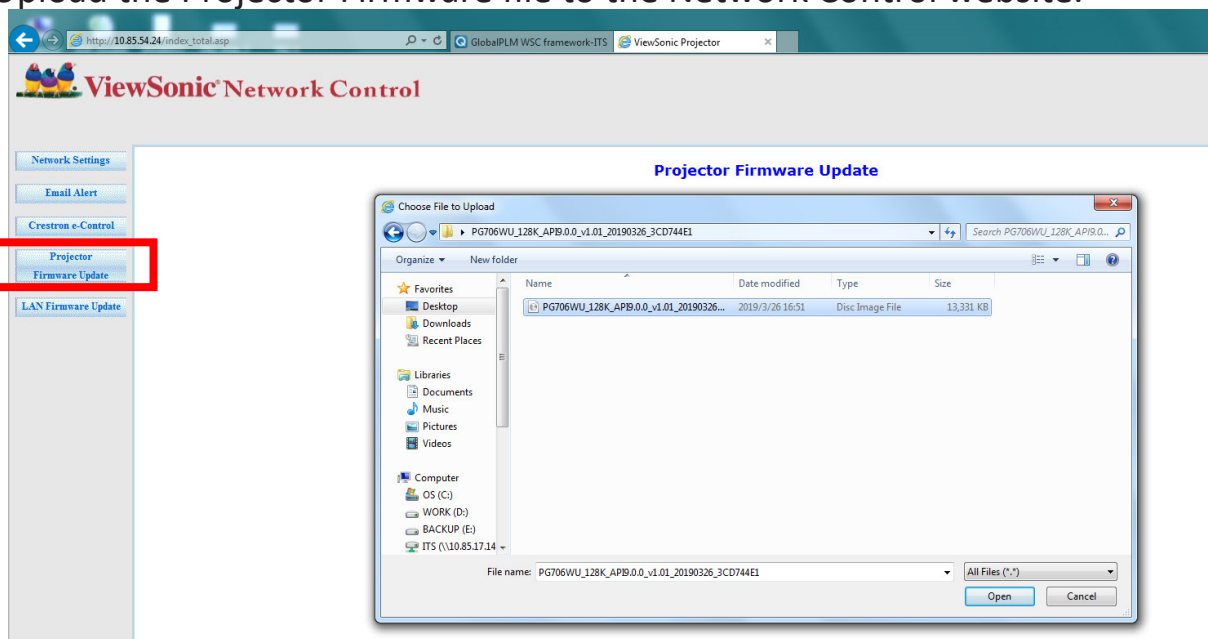 Upload the Projector Firmware file to the Network Control website.
http://10.85.54.24/index_total.asp
GlobalPLM WSC framework-ITS
ViewSonic Projector
ViewSonic® Network Control
Network Settings
Email Alert
Crestron e-Control
Projector
Firmware Update
LAN Firmware Update
Projector Firmware Update
Choose File to Upload
PG706WU_128K_API9.0.0_v1.01_20190326_3CD744E1
Search PG706WU_128K_API9.0...
Organize
New folder
Favorites
Desktop
Downloads
Recent Places
Libraries
Documents
Music
Pictures
Videos
Computer
OS (C:)
WORK (D:)
BACKUP (E:)
ITS (\\10.85.17.14
Name Date modified Type Size
PG706WU_128K_API9.0.0_v1.01_20190326... 2019/3/26 16:51 Disc Image File 13,331 KB
File name: PG706WU_128K_API9.0.0_v1.01_20190326_3CD744E1
All Files (*.*)
Open Cancel